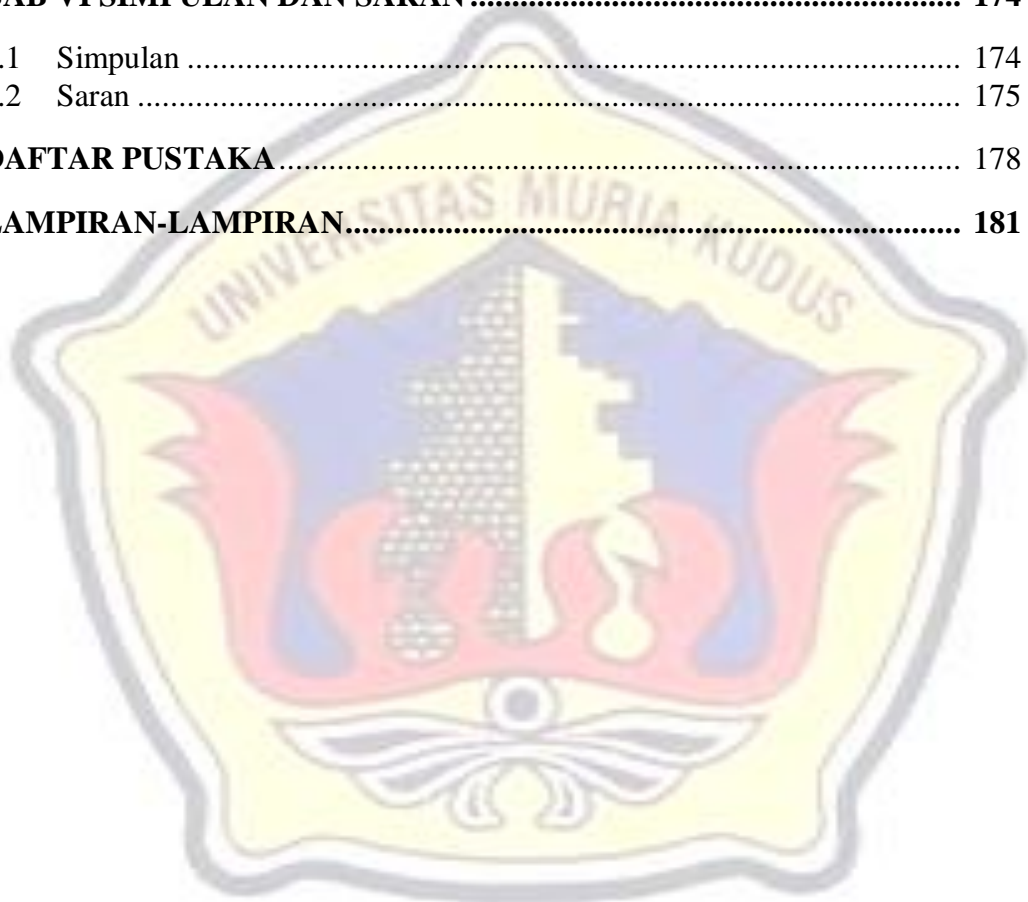 BAB VI SIMPULAN DAN SARAN ............................................................ 174
.1 Simpulan .............................................................................................. 174
.2 Saran .................................................................................................... 175
DAFTAR PUSTAKA .................................................................................... 178
LAMPIRAN-LAMPIRAN ........................................................................... 181
UNIVERSITAS MURIA KUDUS